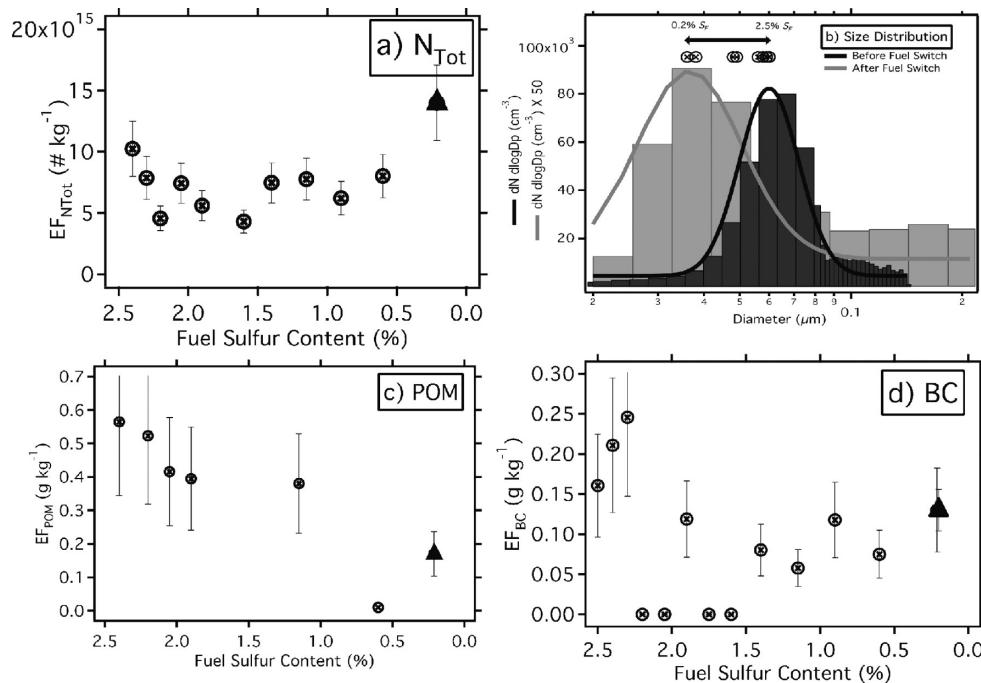 20x10^15
a) N_Tot
15
10
5
0
EF_NTot (# kg^-1)
2.5 2.0 1.5 1.0 0.5 0.0
Fuel Sulfur Content (%)
0.2% S_F 2.5% S_F
b) Size Distribution
Before Fuel Switch
After Fuel Switch
100x10^3
80
60
40
20
dN dlogDp (cm^-3)
dN dlogDp (cm^-3) X 50
2 3 4 5 6 7 8 9 0.1 2
Diameter (µm)
c) POM
0.7
0.6
0.5
0.4
0.3
0.2
0.1
0.0
EF_POM (g kg^-1)
2.5 2.0 1.5 1.0 0.5 0.0
Fuel Sulfur Content (%)
d) BC
0.30
0.25
0.20
0.15
0.10
0.05
0.00
EF_BC (g kg^-1)
2.5 2.0 1.5 1.0 0.5 0.0
Fuel Sulfur Content (%)